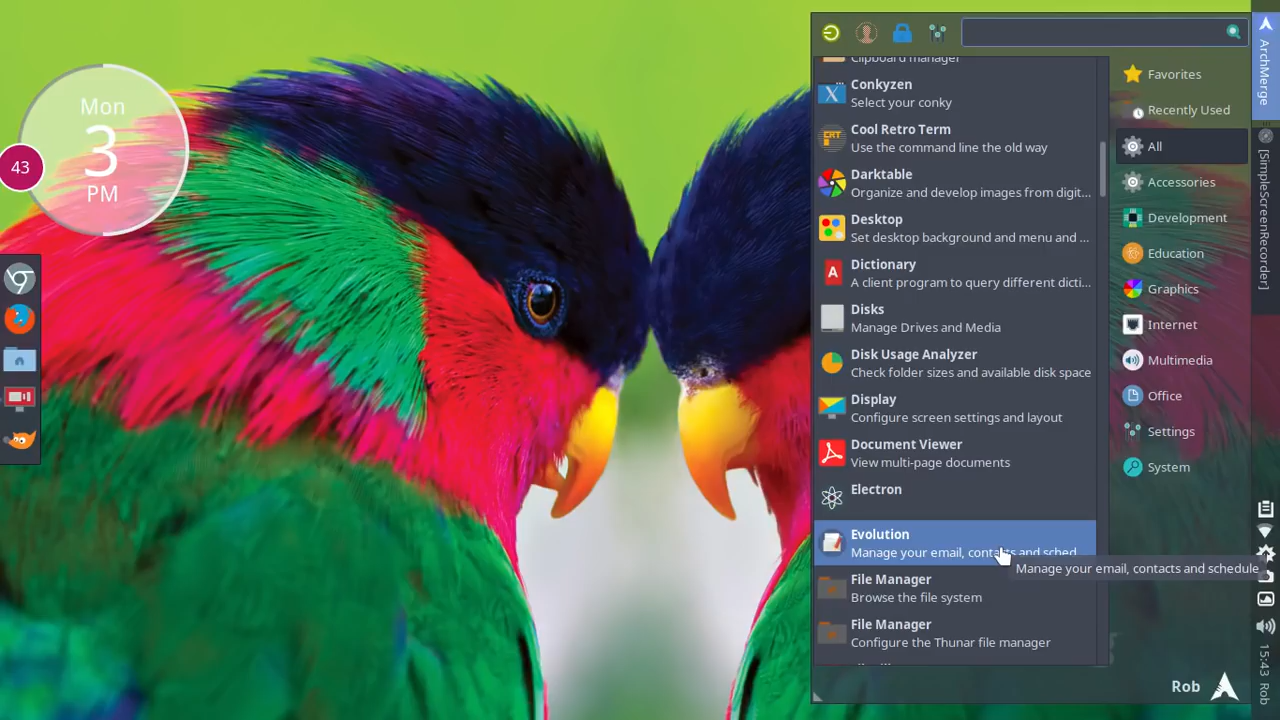 Mon
3
PM
43
Clipboard manager
Conkyzen
Select your conky
Cool Retro Term
Use the command line the old way
Darktable
Organize and develop images from digit...
Desktop
Set desktop background and menu and ...
Dictionary
A client program to query different dicti...
Disks
Manage Drives and Media
Disk Usage Analyzer
Check folder sizes and available disk space
Display
Configure screen settings and layout
Document Viewer
View multi-page documents
Electron
Evolution
Manage your email, contacts and sched
Manage your email, contacts and schedule
File Manager
Browse the file system
File Manager
Configure the Thunar file manager
Favorites
Recently Used
All
Accessories
Development
Education
Graphics
Internet
Multimedia
Office
Settings
System
Rob
ArchMerge
[SimpleScreenRecorder]
15:43 Rob